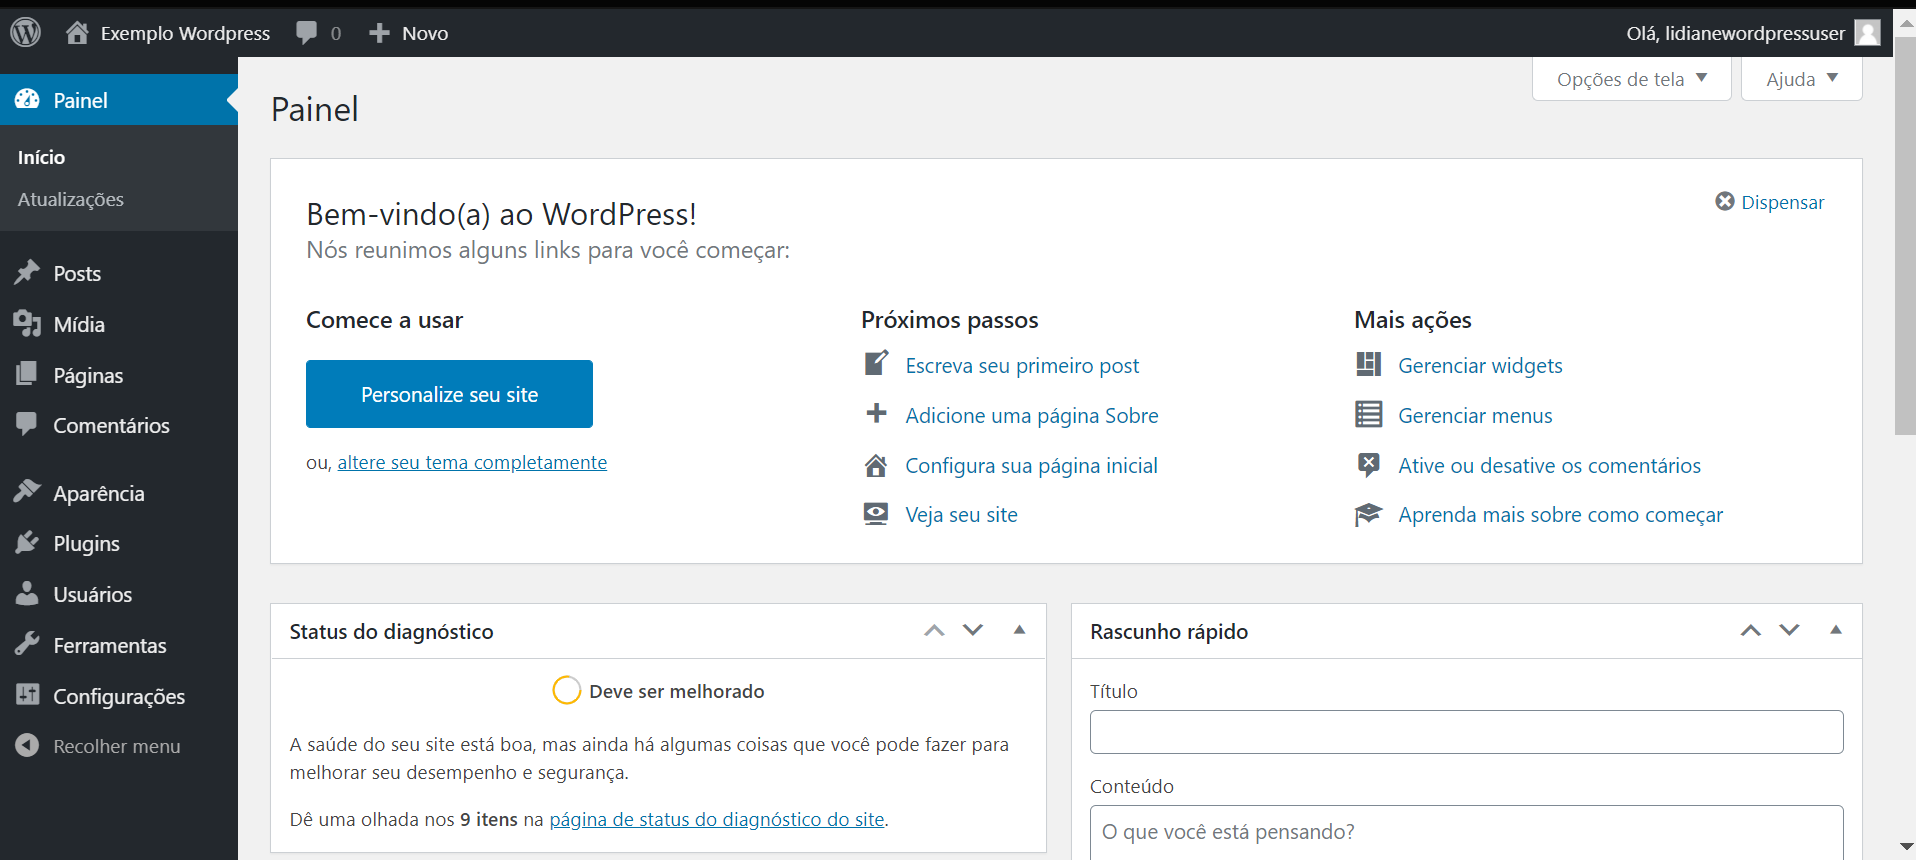 Exemplo Wordpress 0 Novo Olá, lidianewordpressuser
Opções de tela Ajuda
Painel
Início
Atualizações
Posts
Mídia
Páginas
Comentários
Aparência
Plugins
Usuários
Ferramentas
Configurações
Recolher menu
Painel
Bem-vindo(a) ao WordPress!
Dispensar
Nós reunimos alguns links para você começar:
Comece a usar
Personalize seu site
ou, altere seu tema completamente
Próximos passos
Escreva seu primeiro post
Adicione uma página Sobre
Configura sua página inicial
Veja seu site
Mais ações
Gerenciar widgets
Gerenciar menus
Ative ou desative os comentários
Aprenda mais sobre como começar
Status do diagnóstico
Deve ser melhorado
A saúde do seu site está boa, mas ainda há algumas coisas que você pode fazer para
melhorar seu desempenho e segurança.
Dê uma olhada nos 9 itens na página de status do diagnóstico do site.
Rascunho rápido
Título
Conteúdo
O que você está pensando?